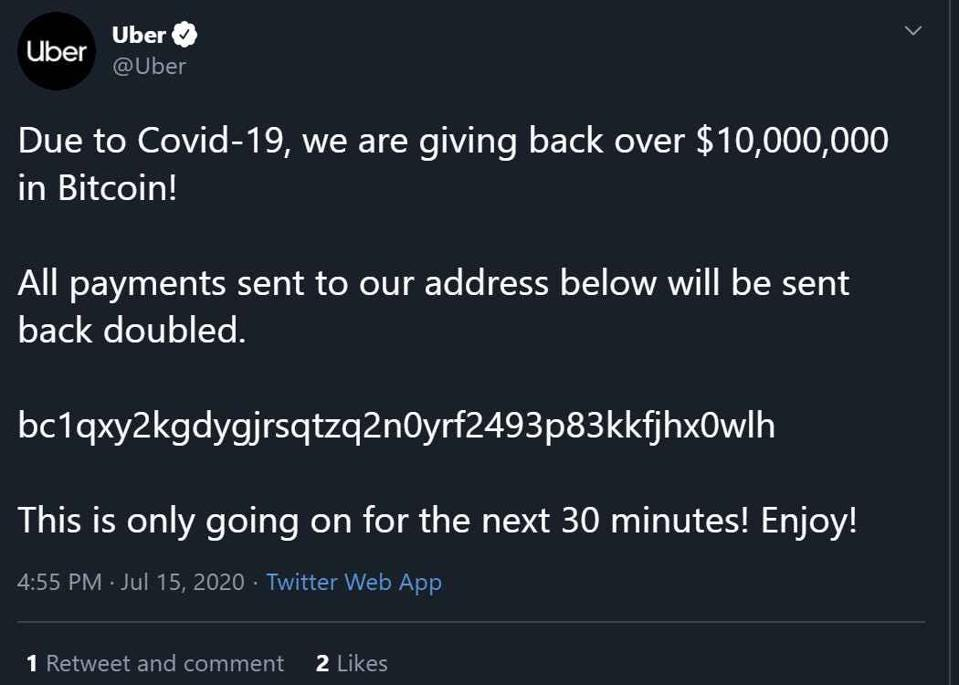 Uber
Uber
@Uber
Due to Covid-19, we are giving back over $10,000,000
in Bitcoin!
All payments sent to our address below will be sent
back doubled.
bc1qxy2kgdygjrsqtzq2n0yrf2493p83kkfjhx0wlh
This is only going on for the next 30 minutes! Enjoy!
4:55 PM · Jul 15, 2020 · Twitter Web App
1 Retweet and comment 2 Likes